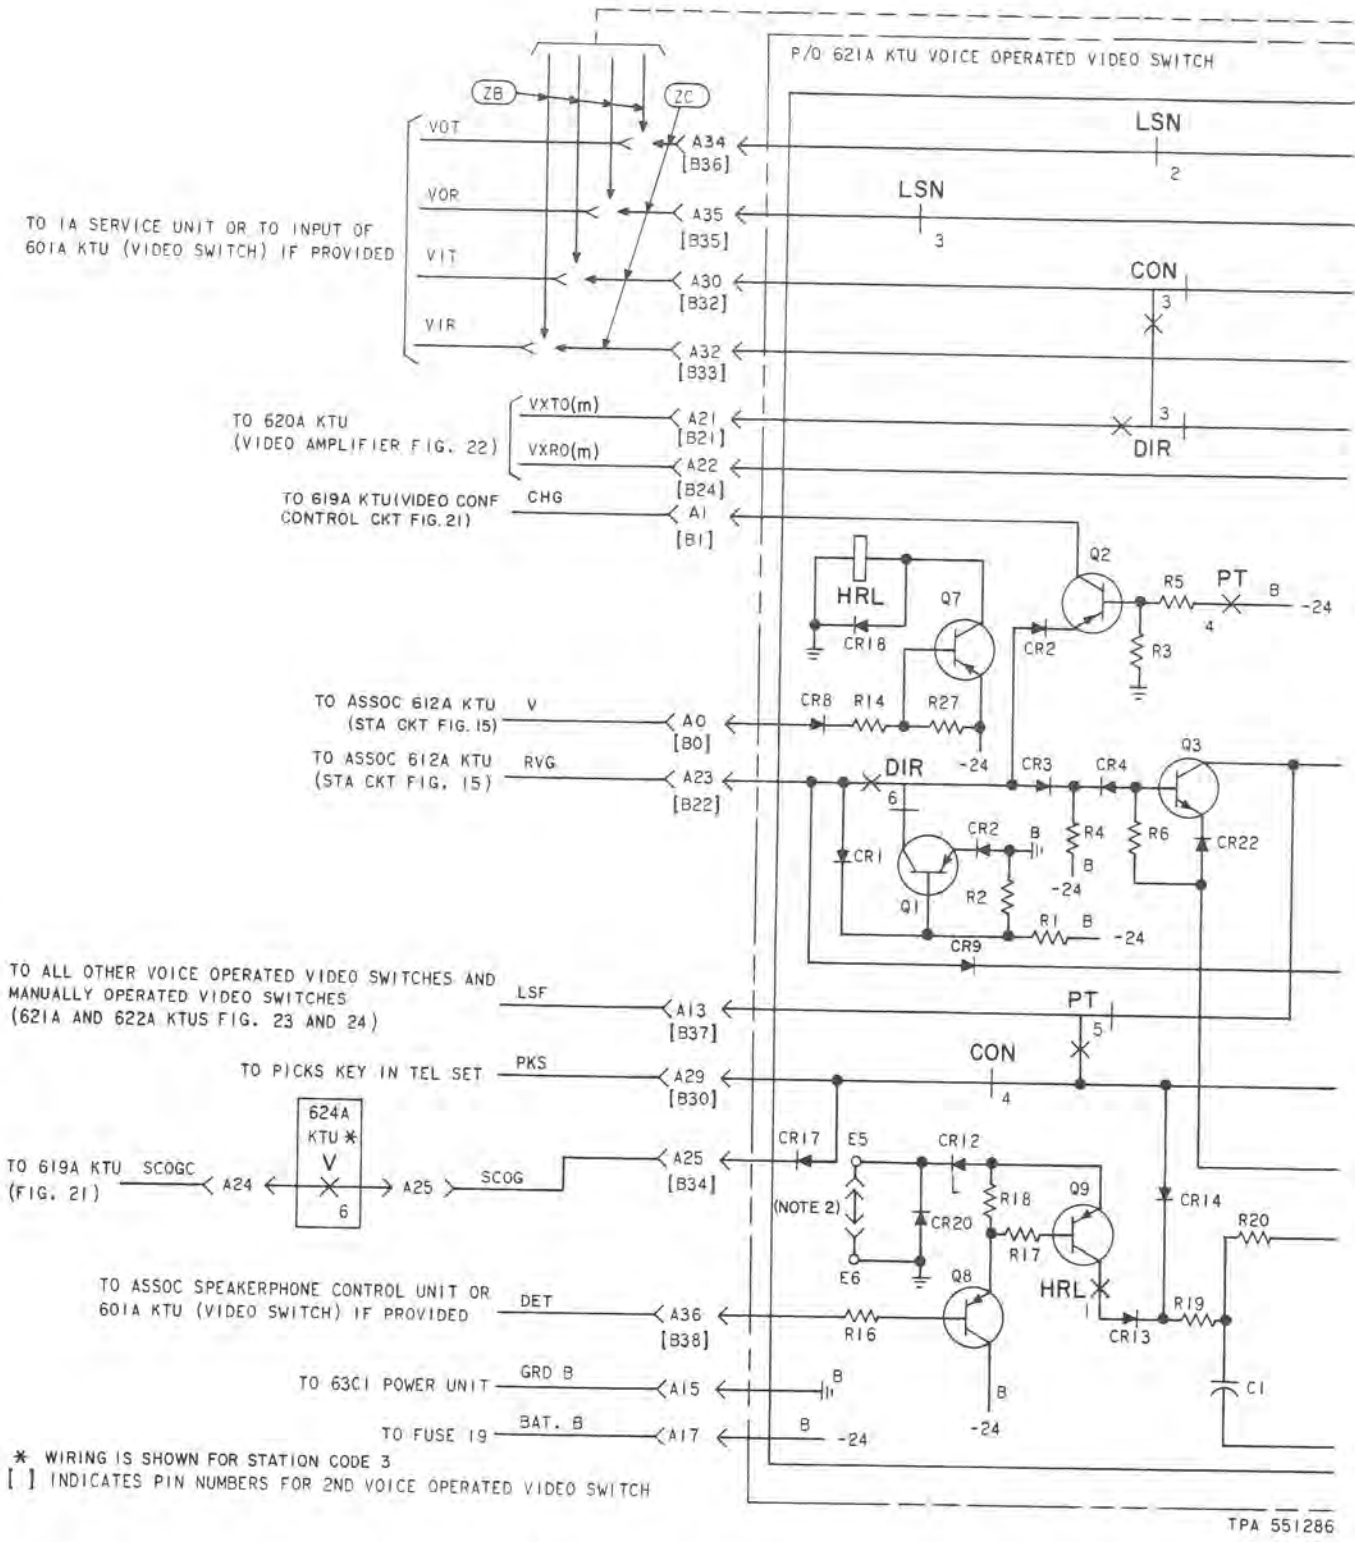 P/O 621A KTU VOICE OPERATED VIDEO SWITCH
ZB
ZC
VOT
A34
[B36]
LSN
2
VOR
A35
[B35]
LSN
3
TO 1A SERVICE UNIT OR TO INPUT OF
601A KTU (VIDEO SWITCH) IF PROVIDED
VIT
A30
[B32]
CON
3
VIR
A32
[B33]
TO 620A KTU
(VIDEO AMPLIFIER FIG. 22)
VXTO(m)
A21
[B21]
3
DIR
VXRO(m)
A22
[B24]
TO 619A KTU(VIDEO CONF
CONTROL CKT FIG.21)
CHG
A1
[B1]
HRL
CR18
Q7
Q2
CR2
R5
PT
4
B
-24
R3
TO ASSOC 612A KTU
(STA CKT FIG. 15)
V
A0
[B0]
CR8
R14
R27
-24
TO ASSOC 612A KTU
(STA CKT FIG. 15)
RVG
A23
[B22]
DIR
6
CR3
CR4
Q3
CR1
Q1
CR2
B
R2
R4
B
-24
R6
CR22
R1
B
-24
CR9
TO ALL OTHER VOICE OPERATED VIDEO SWITCHES AND
MANUALLY OPERATED VIDEO SWITCHES
(621A AND 622A KTUS FIG. 23 AND 24)
LSF
A13
[B37]
PT
5
TO PICKS KEY IN TEL SET
PKS
A29
[B30]
CON
4
624A
KTU *
V
6
TO 619A KTU
(FIG. 21)
SCOGC
A24
A25
SCOG
A25
[B34]
CR17
E5
(NOTE 2)
E6
CR12
CR20
R18
R17
Q9
CR14
R20
TO ASSOC SPEAKERPHONE CONTROL UNIT OR
601A KTU (VIDEO SWITCH) IF PROVIDED
DET
A36
[B38]
R16
Q8
HRL
1
CR13
R19
C1
B
-24
TO 63C1 POWER UNIT
GRD B
A15
B
TO FUSE 19
BAT. B
A17
B
-24
* WIRING IS SHOWN FOR STATION CODE 3
[ ] INDICATES PIN NUMBERS FOR 2ND VOICE OPERATED VIDEO SWITCH
TPA 551286